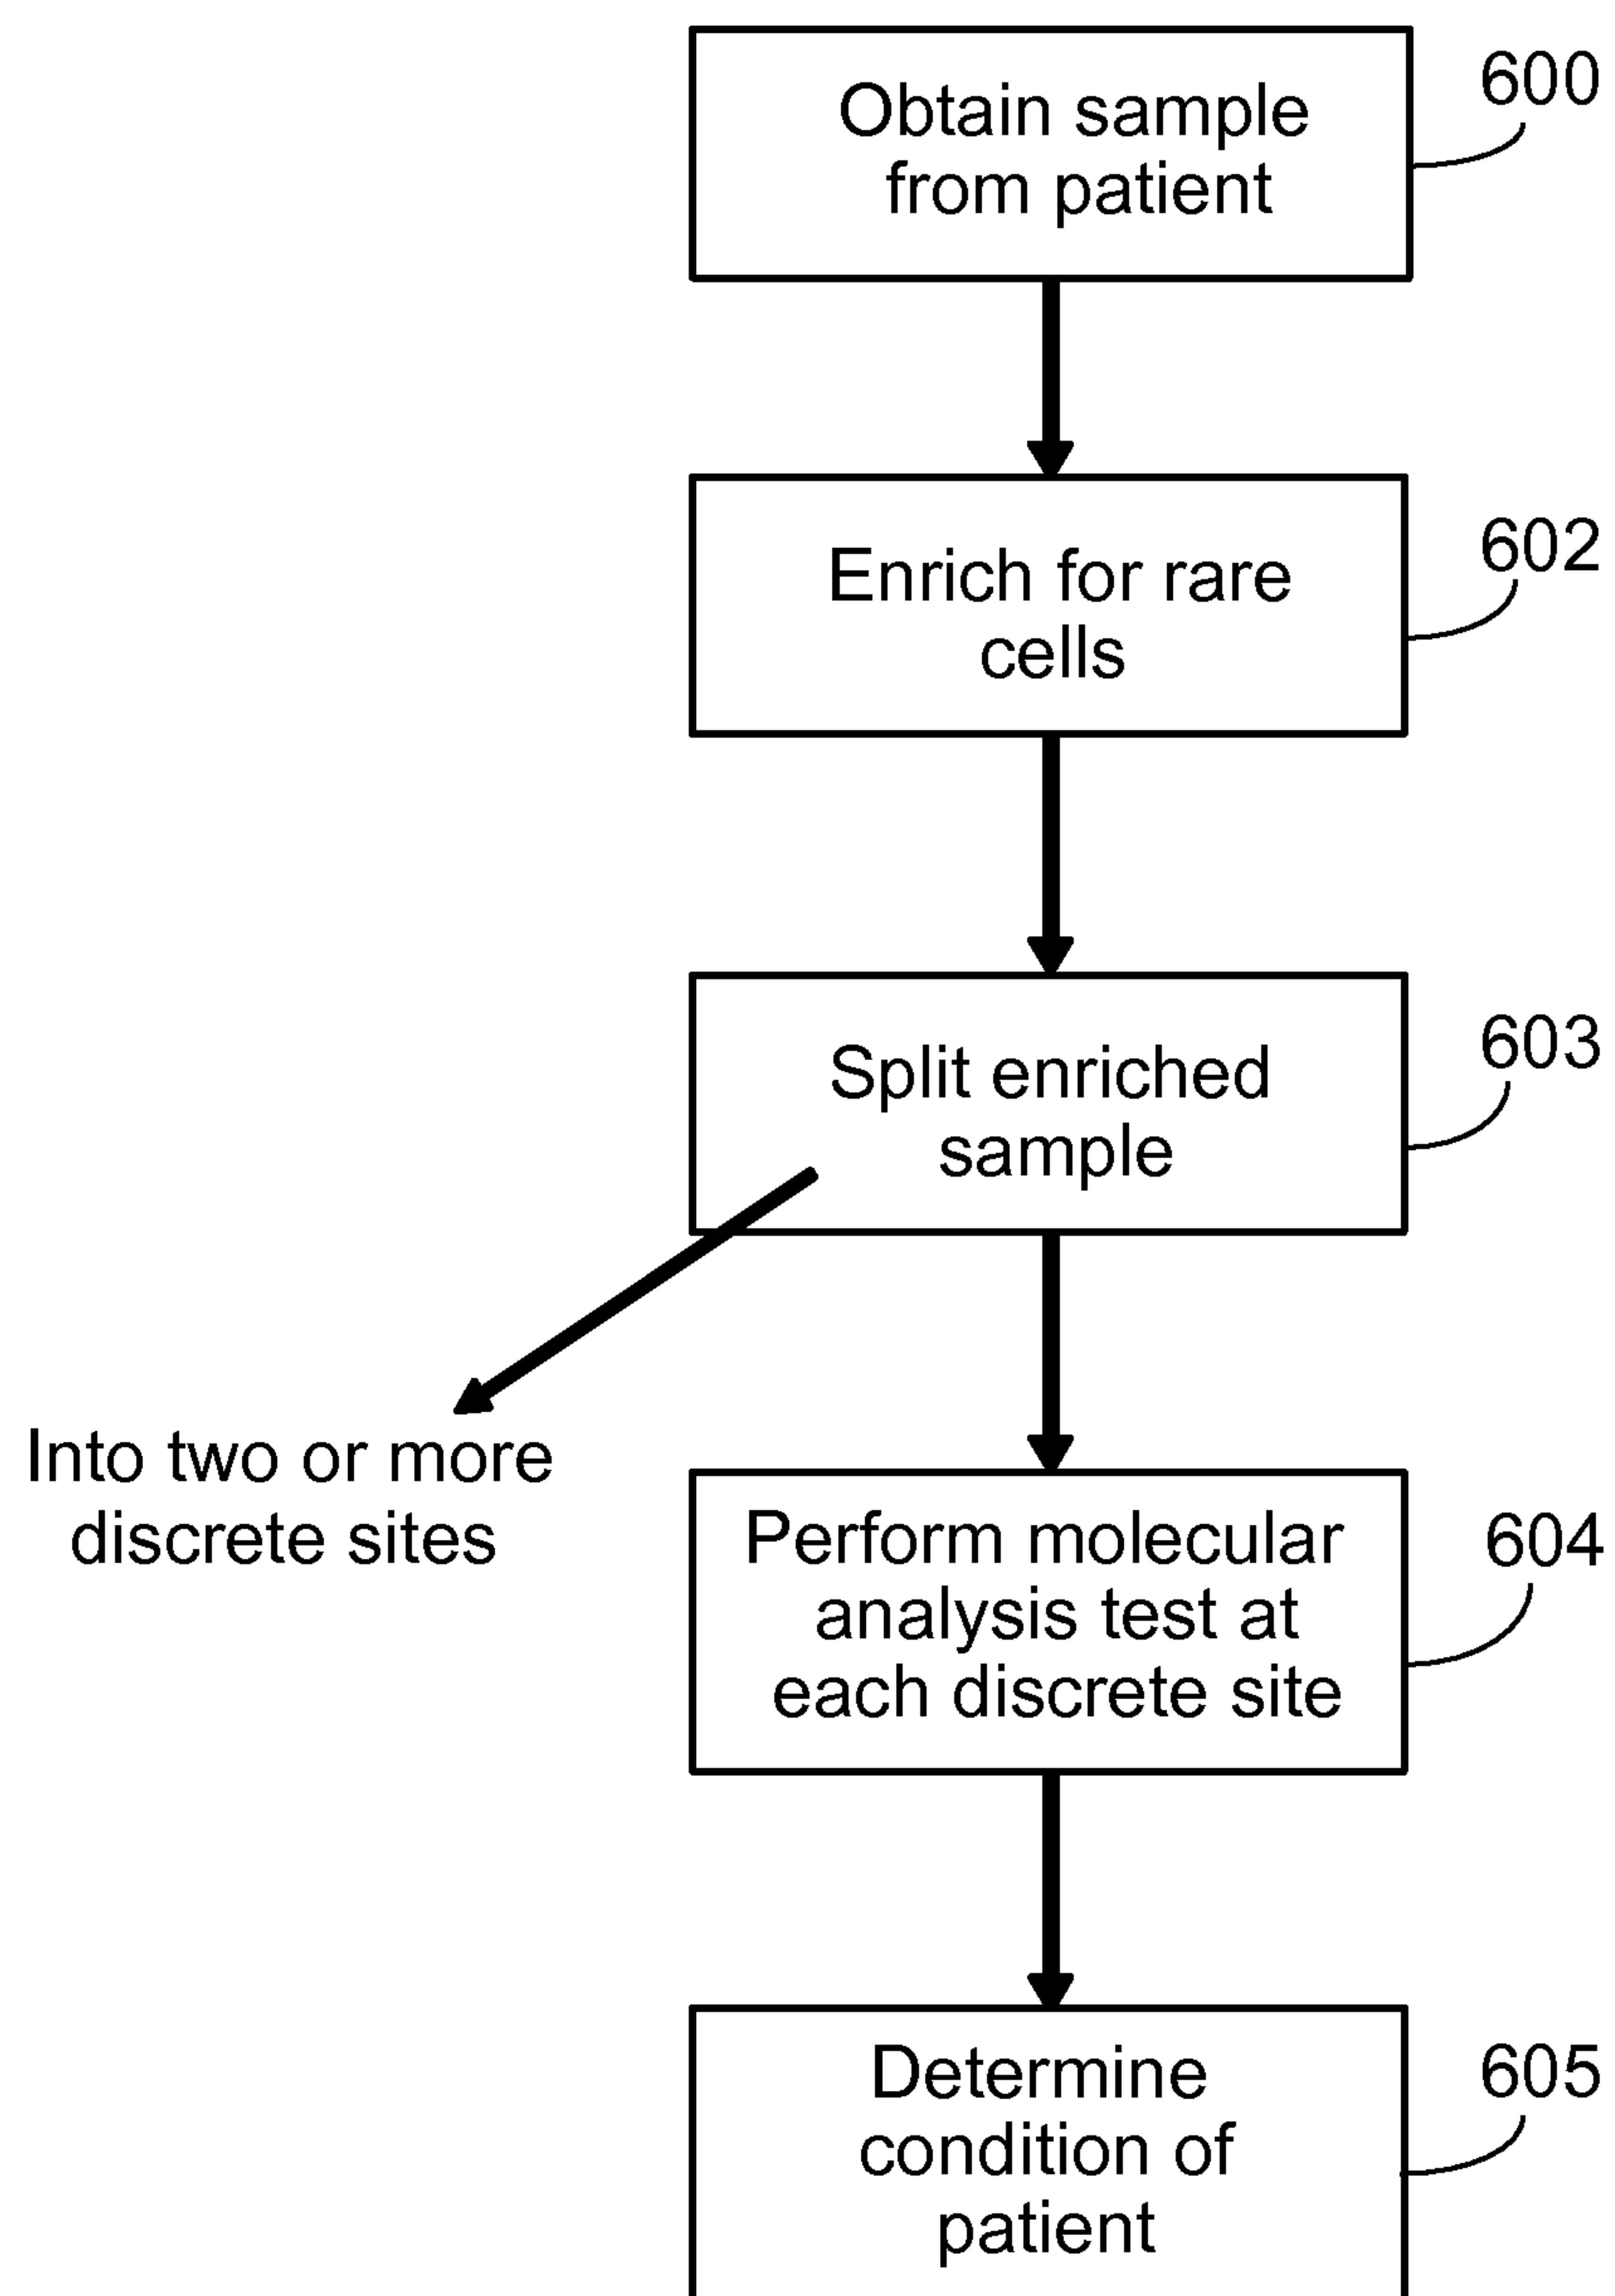 Obtain sample
from patient
600
Enrich for rare
cells
602
Split enriched
sample
603
Into two or more
discrete sites
Perform molecular
analysis test at
each discrete site
604
Determine
condition of
patient
605